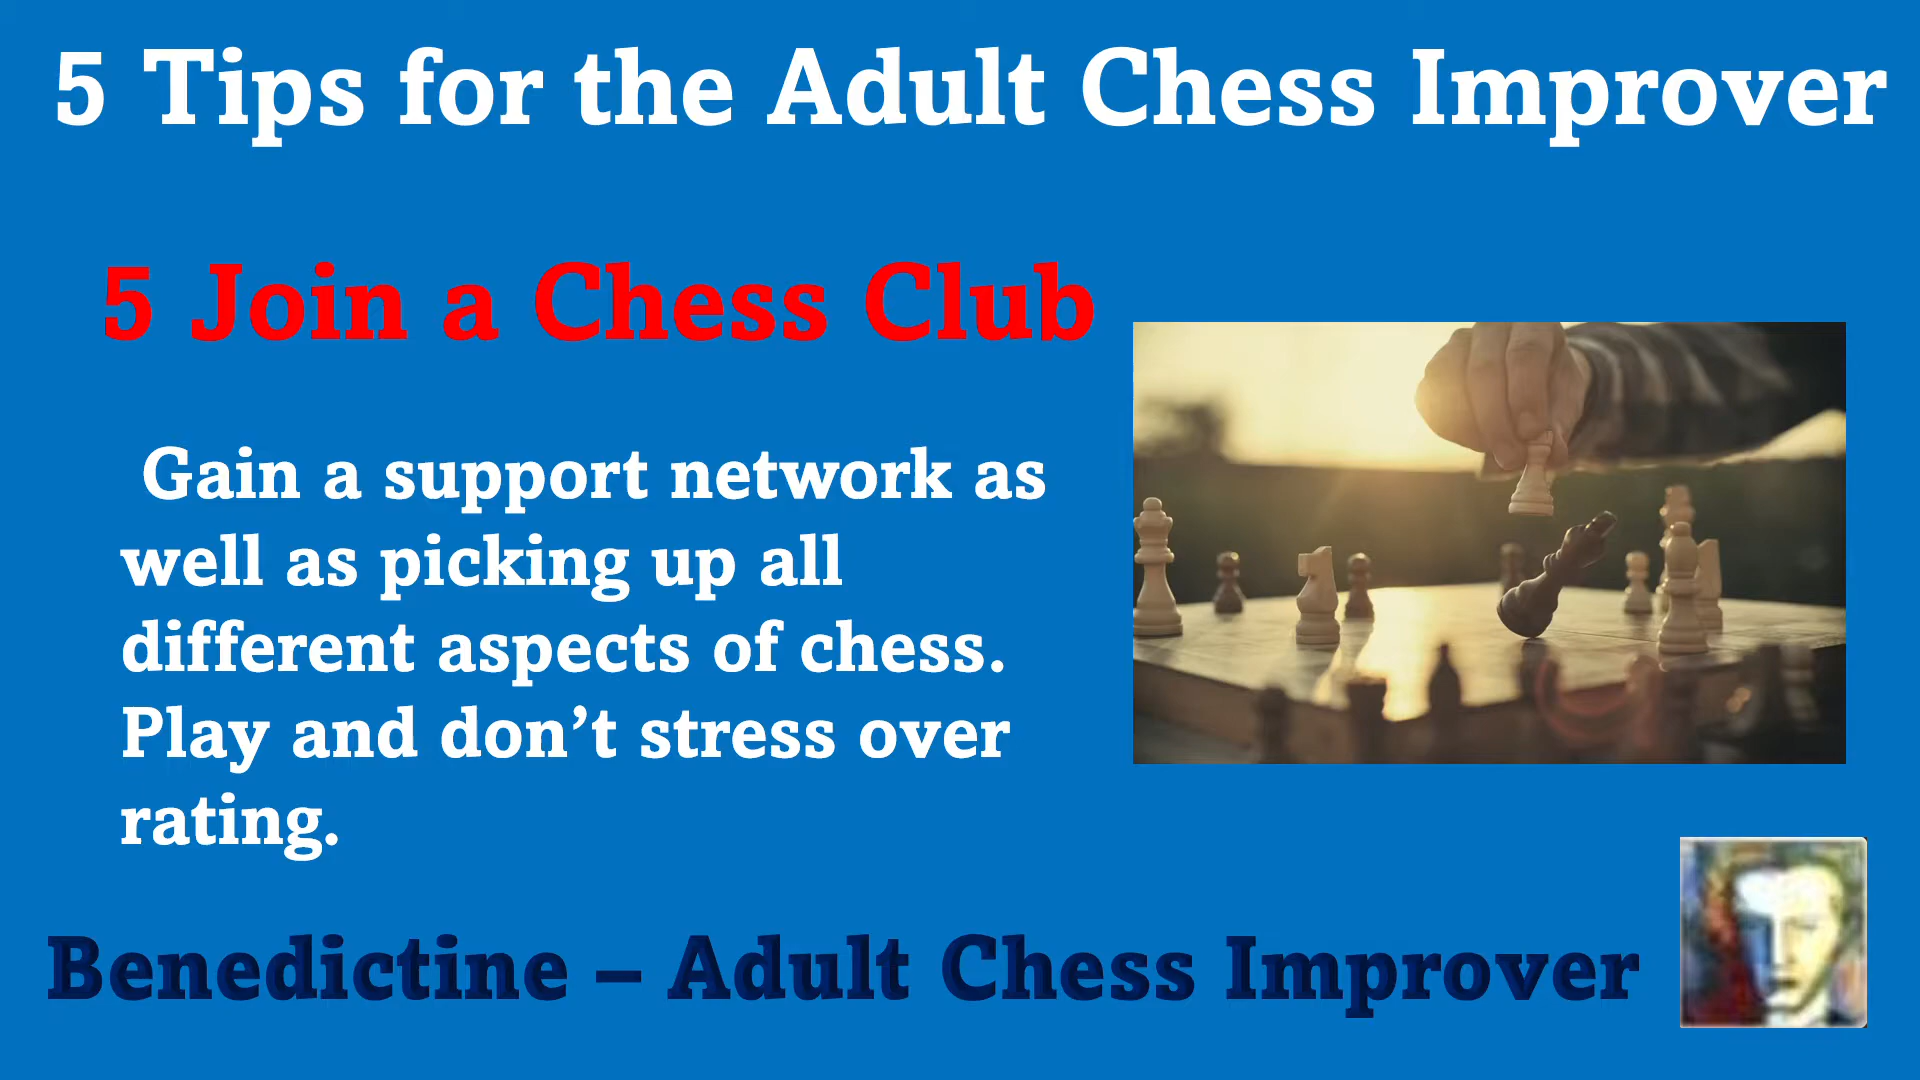 5 Tips for the Adult Chess Improver
5 Join a Chess Club
Gain a support network as
well as picking up all
different aspects of chess.
Play and don’t stress over
rating.
Benedictine – Adult Chess Improver